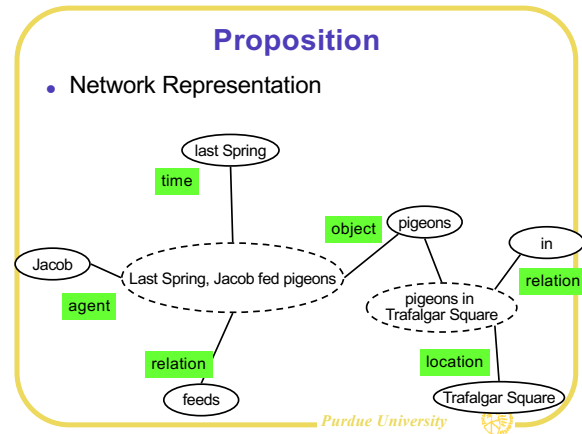 Proposition
• Network Representation
last Spring
time
object
pigeons
in
Jacob
Last Spring, Jacob fed pigeons
pigeons in
Trafalgar Square
relation
agent
relation
location
feeds
Trafalgar Square
Purdue University